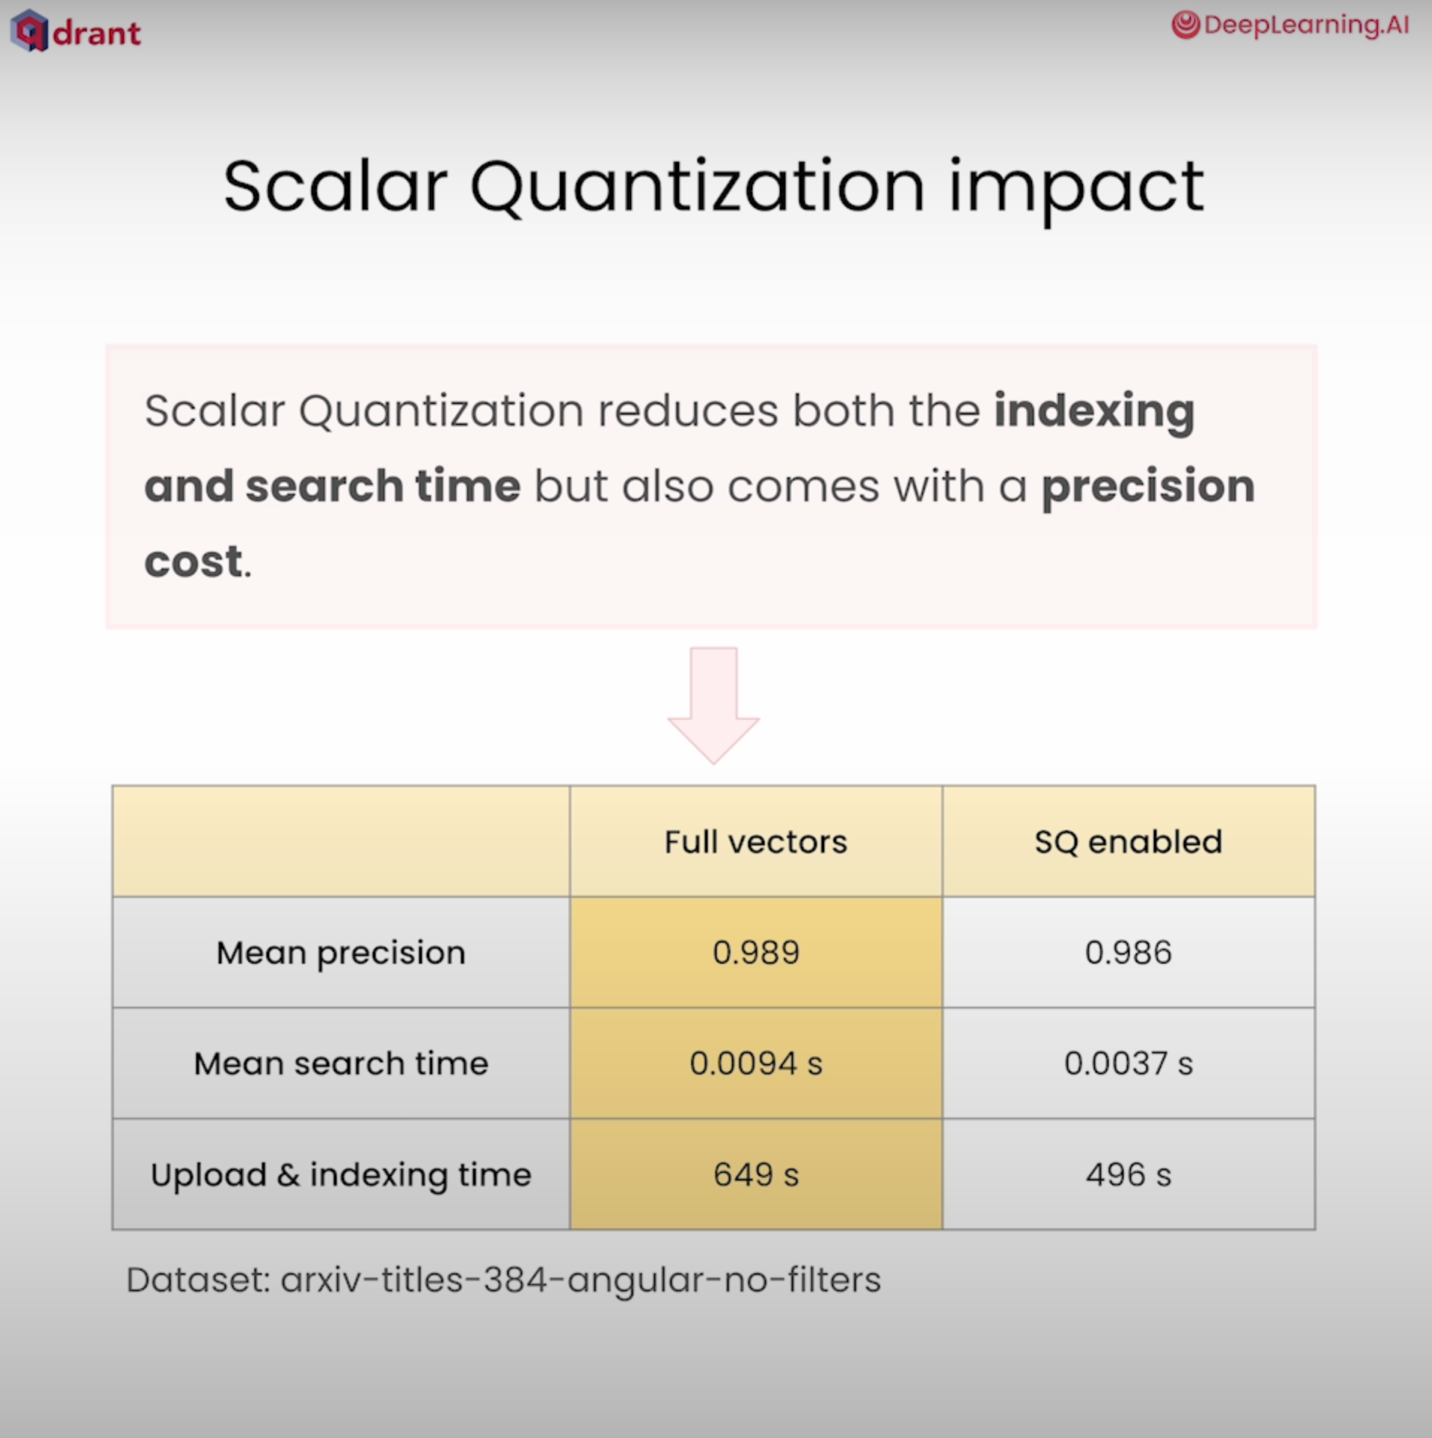 qdrant
DeepLearning.AI
Scalar Quantization impact
Scalar Quantization reduces both the indexing
and search time but also comes with a precision
cost.
Full vectors SQ enabled
Mean precision 0.989 0.986
Mean search time 0.0094 s 0.0037 s
Upload & indexing time 649 s 496 s
Dataset: arxiv-titles-384-angular-no-filters